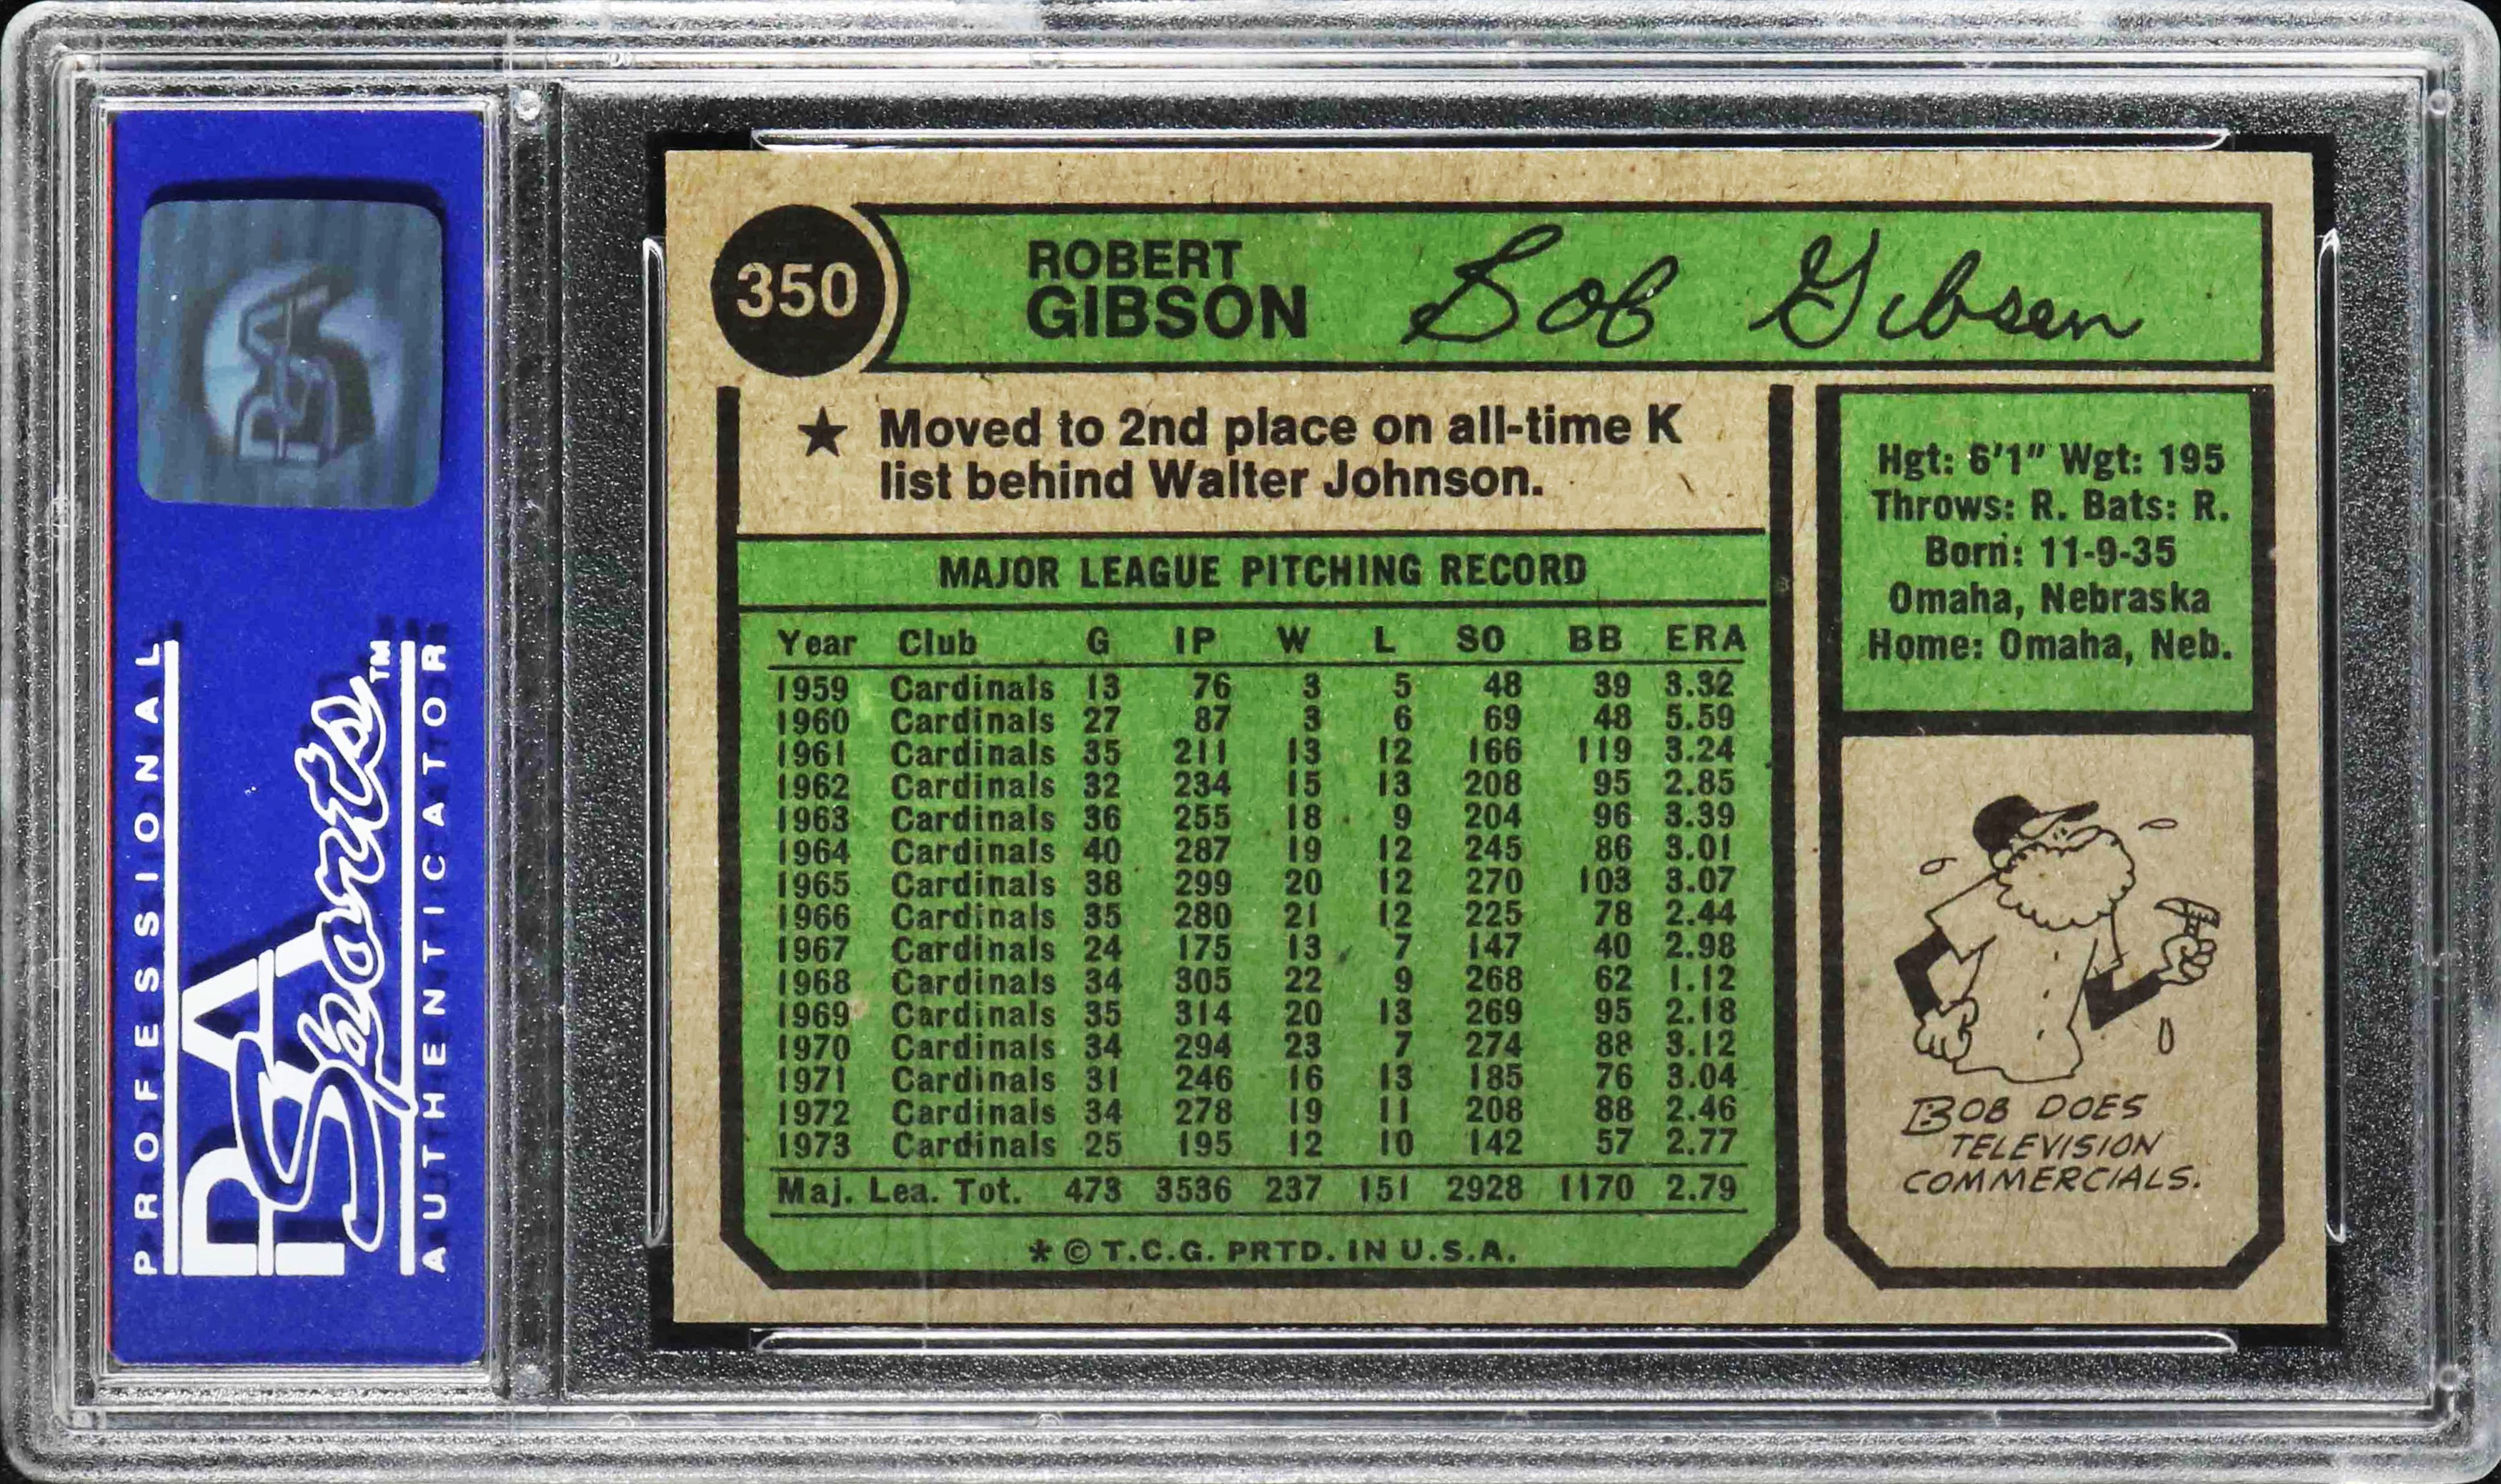 PROFESSIONAL
PSA
Sports™
AUTHENTICATOR
PSA
350
ROBERT
GIBSON
Bob Gibson
★ Moved to 2nd place on all-time K
list behind Walter Johnson.
MAJOR LEAGUE PITCHING RECORD
Year Club G IP W L SO BB ERA
1959 Cardinals 13 76 3 5 48 39 3.32
1960 Cardinals 27 87 3 6 69 48 5.59
1961 Cardinals 35 211 13 12 166 119 3.24
1962 Cardinals 32 234 15 13 208 95 2.85
1963 Cardinals 36 255 18 9 204 96 3.39
1964 Cardinals 40 287 19 12 245 86 3.01
1965 Cardinals 38 299 20 12 270 103 3.07
1966 Cardinals 35 280 21 12 225 78 2.44
1967 Cardinals 24 175 13 7 147 40 2.98
1968 Cardinals 34 305 22 9 268 62 1.12
1969 Cardinals 35 314 20 13 269 95 2.18
1970 Cardinals 34 294 23 7 274 88 3.12
1971 Cardinals 31 246 16 13 185 76 3.04
1972 Cardinals 34 278 19 11 208 88 2.46
1973 Cardinals 25 195 12 10 142 57 2.77
Maj. Lea. Tot. 473 3536 237 151 2928 1170 2.79
* © T.C.G. PRTD. IN U.S.A.
Hgt: 6'1" Wgt: 195
Throws: R. Bats: R.
Born: 11-9-35
Omaha, Nebraska
Home: Omaha, Neb.
BOB DOES
TELEVISION
COMMERCIALS.